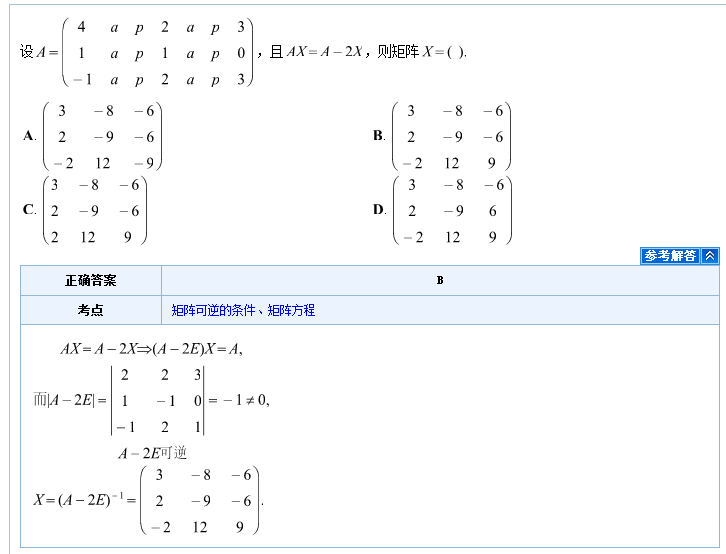 设 A = ( 4 a p 2 a p 3
1 a p 1 a p 0
−1 a p 2 a p 3 ) ，且 AX = A − 2X，则矩阵 X = ( ).
A. ( 3 −8 −6
2 −9 −6
−2 12 −9 )
B. ( 3 −8 −6
2 −9 −6
−2 12 9 )
C. ( 3 −8 −6
2 −9 −6
2 12 9 )
D. ( 3 −8 −6
2 −9 6
−2 12 9 )
参考解答
正确答案 B
考点 矩阵可逆的条件、矩阵方程
AX = A − 2X ⇒ (A − 2E)X = A,
而|A − 2E| = | 2 2 3
1 −1 0
−1 2 1 | = −1 ≠ 0,
A − 2E可逆
X = (A − 2E)⁻¹ = ( 3 −8 −6
2 −9 −6
−2 12 9 ).